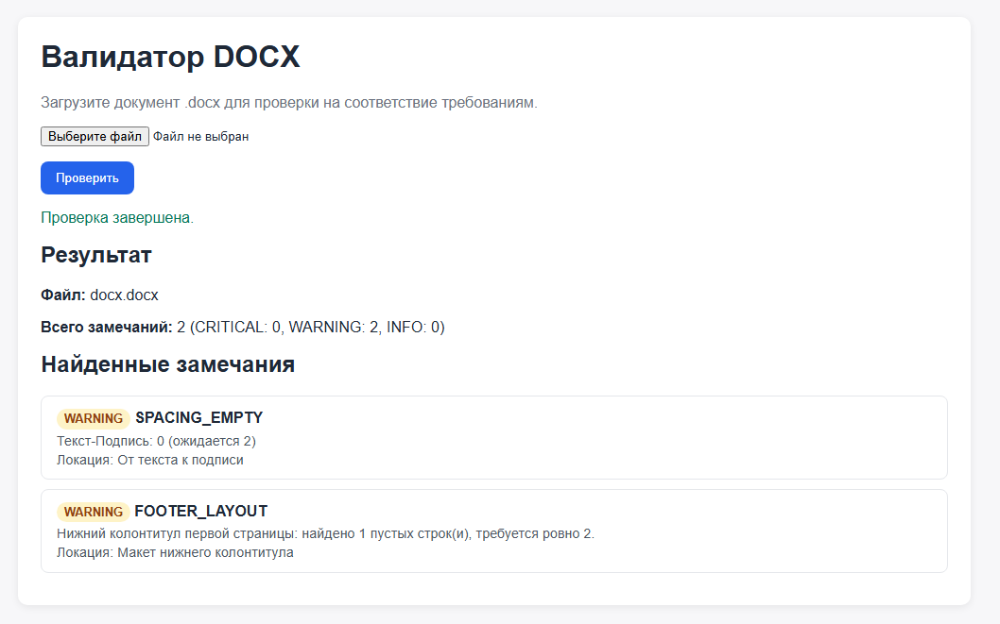 Валидатор DOCX
Загрузите документ .docx для проверки на соответствие требованиям.
Выберите файл Файл не выбран
Проверить
Проверка завершена.
Результат
Файл: docx.docx
Всего замечаний: 2 (CRITICAL: 0, WARNING: 2, INFO: 0)
Найденные замечания
WARNING SPACING_EMPTY
Текст-Подпись: 0 (ожидается 2)
Локация: От текста к подписи
WARNING FOOTER_LAYOUT
Нижний колонтитул первой страницы: найдено 1 пустых строк(и), требуется ровно 2.
Локация: Макет нижнего колонтитула